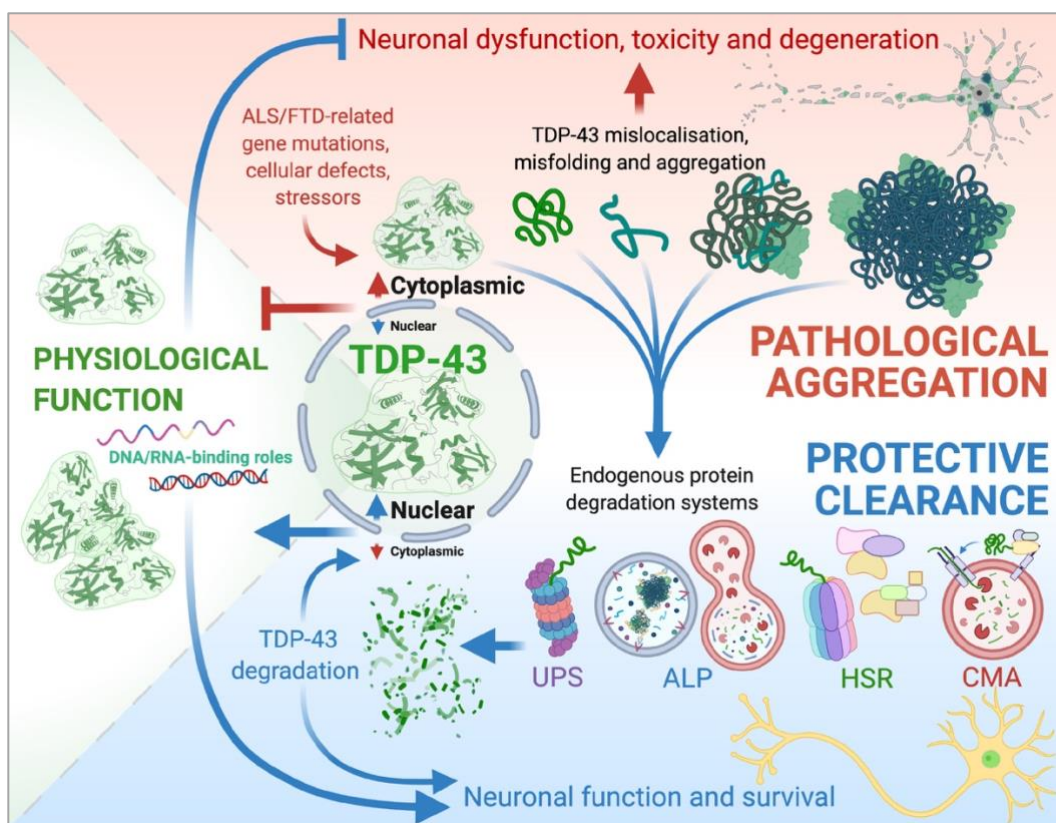 Neuronal dysfunction, toxicity and degeneration
ALS/FTD-related
gene mutations,
cellular defects,
stressors
TDP-43 mislocalisation,
misfolding and aggregation
Cytoplasmic
Nuclear
TDP-43
PHYSIOLOGICAL
FUNCTION
DNA/RNA-binding roles
PATHOLOGICAL
AGGREGATION
PROTECTIVE
CLEARANCE
Endogenous protein
degradation systems
Nuclear
Cytoplasmic
TDP-43
degradation
UPS
ALP
HSR
CMA
Neuronal function and survival